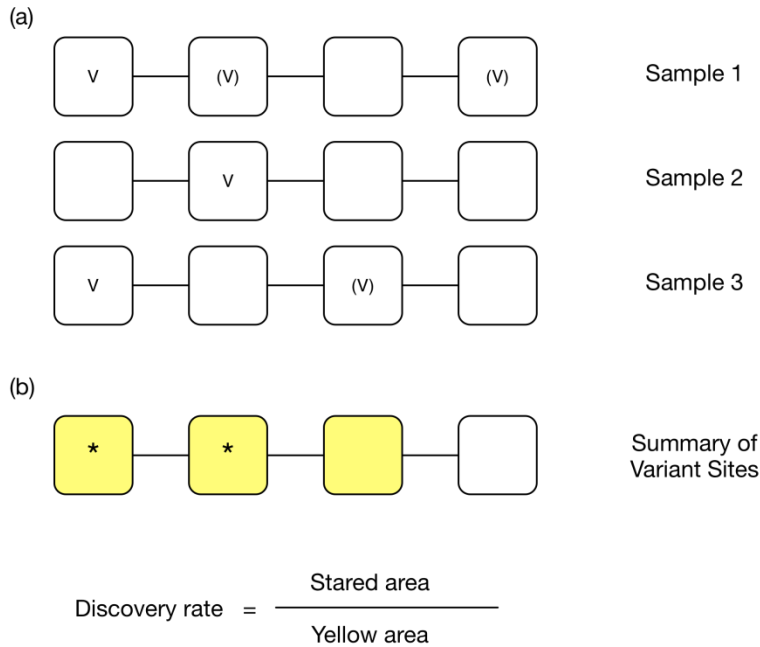 (a)
V (V) (V) Sample 1
V Sample 2
V (V) Sample 3
(b)
* * Summary of
Variant Sites
Stared area
Discovery rate =
Yellow area